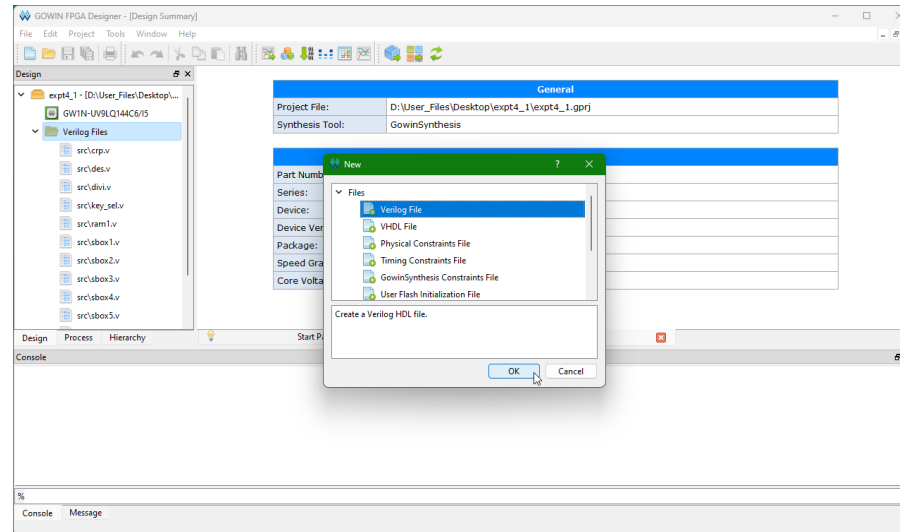 GOWIN FPGA Designer - [Design Summary]
File Edit Project Tools Window Help
Design
expt4_1 - [D:\User_Files\Desktop\...
GW1N-UV9LQ144C6/I5
Verilog Files
src\crp.v
src\des.v
src\divi.v
src\key_sel.v
src\ram1.v
src\sbox1.v
src\sbox2.v
src\sbox3.v
src\sbox4.v
src\sbox5.v
Design Process Hierarchy
General
Project File: D:\User_Files\Desktop\expt4_1\expt4_1.gprj
Synthesis Tool: GowinSynthesis
Part Numb
Series:
Device:
Device Ver
Package:
Speed Gra
Core Volta
Start Pa
New
Files
Verilog File
VHDL File
Physical Constraints File
Timing Constraints File
GowinSynthesis Constraints File
User Flash Initialization File
Create a Verilog HDL file.
OK Cancel
Console
%
Console Message